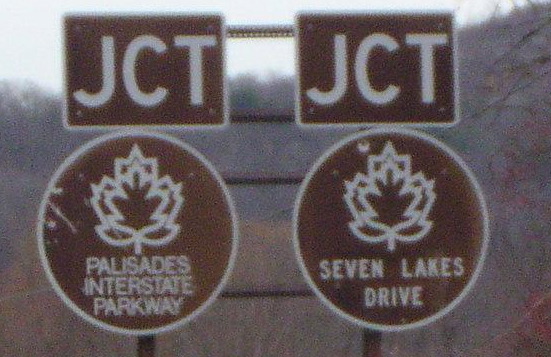 JCT
PALISADES
INTERSTATE
PARKWAY
JCT
SEVEN LAKES
DRIVE